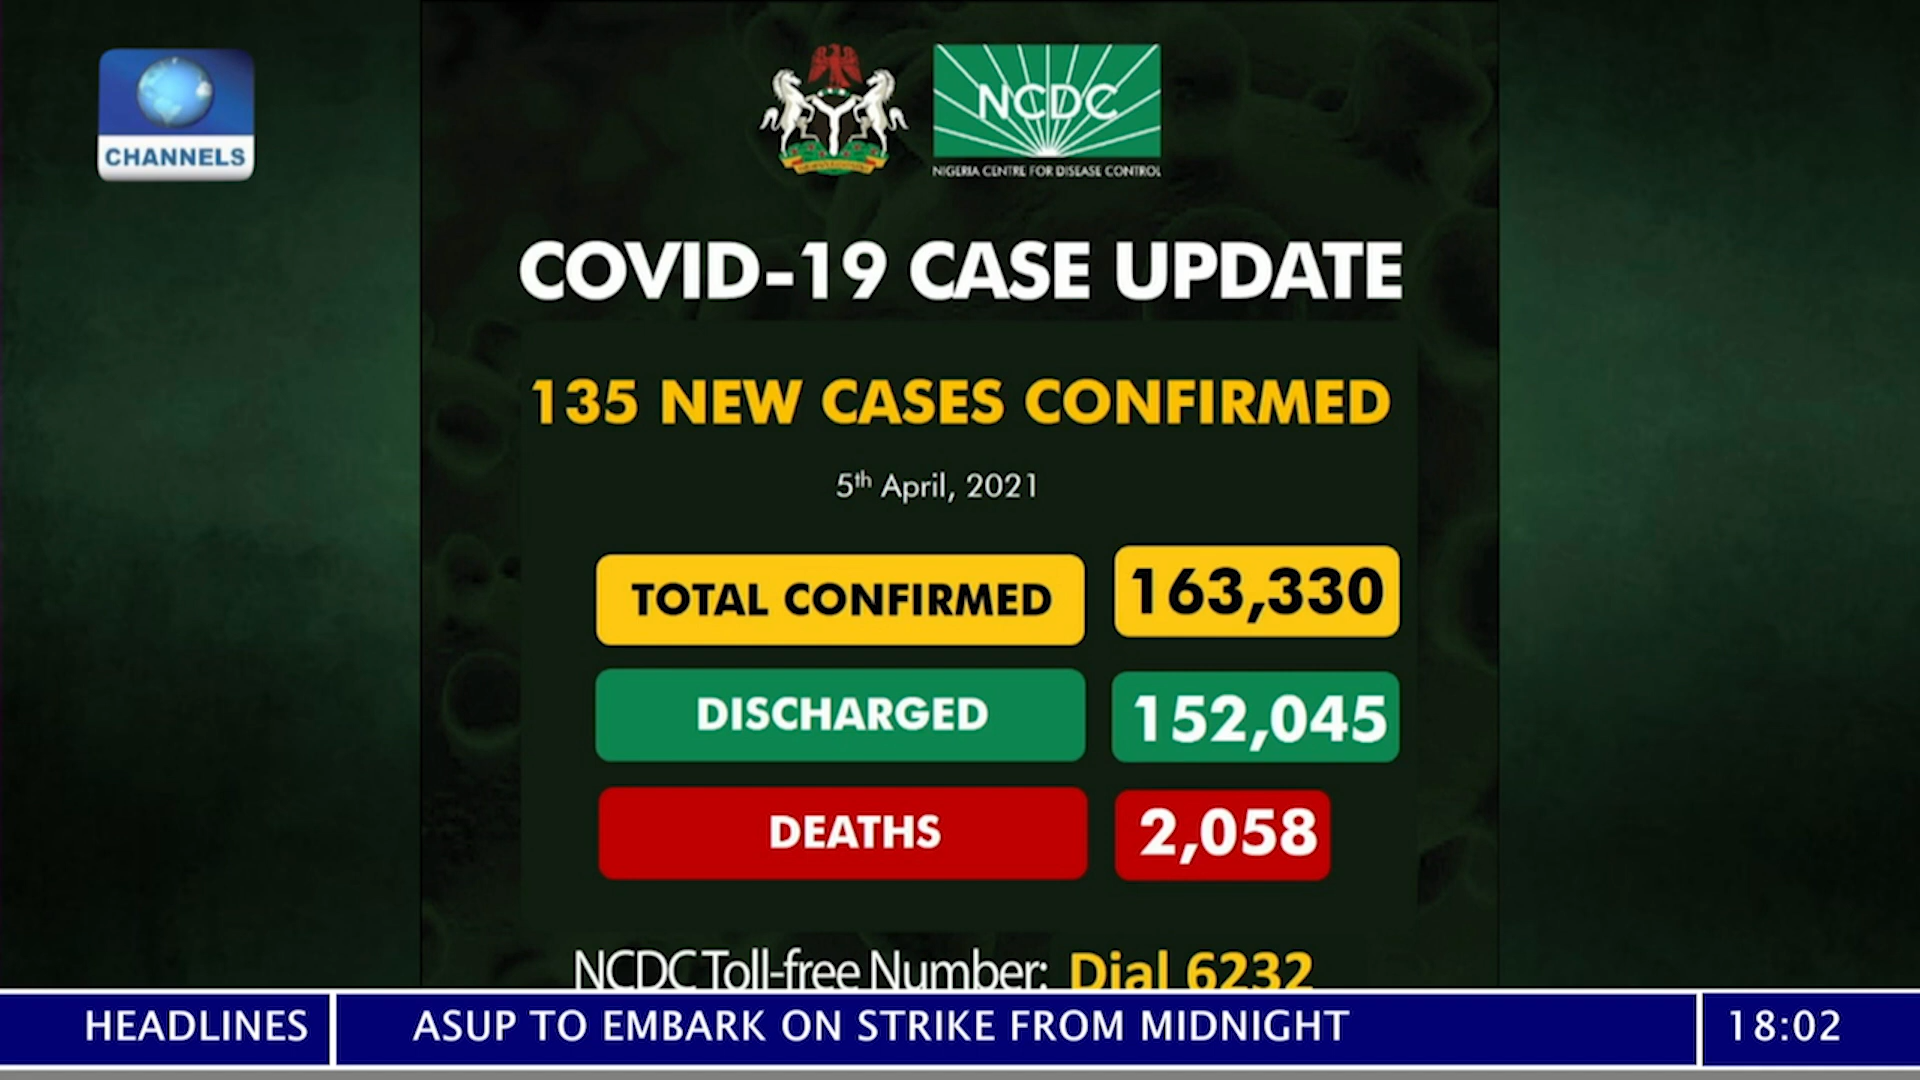 CHANNELS
NCDC
NIGERIA CENTRE FOR DISEASE CONTROL
COVID-19 CASE UPDATE
135 NEW CASES CONFIRMED
5th April, 2021
TOTAL CONFIRMED 163,330
DISCHARGED 152,045
DEATHS 2,058
NCDC Toll-free Number: Dial 6232
HEADLINES ASUP TO EMBARK ON STRIKE FROM MIDNIGHT 18:02